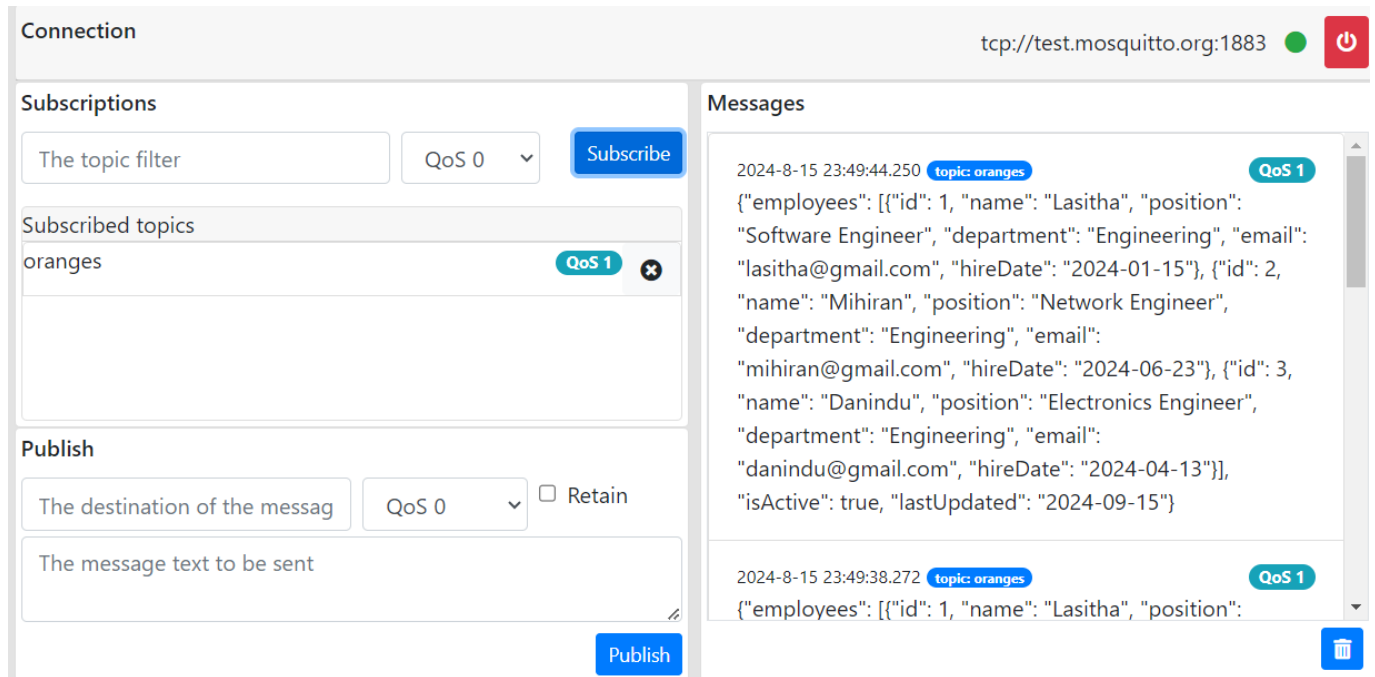 Connection
tcp://test.mosquitto.org:1883
Subscriptions
The topic filter
QoS 0
Subscribe
Subscribed topics
oranges
QoS 1
Publish
The destination of the messag
QoS 0
Retain
The message text to be sent
Publish
Messages
2024-8-15 23:49:44.250 topic: oranges QoS 1
{"employees": [{"id": 1, "name": "Lasitha", "position":
"Software Engineer", "department": "Engineering", "email":
"lasitha@gmail.com", "hireDate": "2024-01-15"}, {"id": 2,
"name": "Mihiran", "position": "Network Engineer",
"department": "Engineering", "email":
"mihiran@gmail.com", "hireDate": "2024-06-23"}, {"id": 3,
"name": "Danindu", "position": "Electronics Engineer",
"department": "Engineering", "email":
"danindu@gmail.com", "hireDate": "2024-04-13"}],
"isActive": true, "lastUpdated": "2024-09-15"}
2024-8-15 23:49:38.272 topic: oranges QoS 1
{"employees": [{"id": 1, "name": "Lasitha", "position":